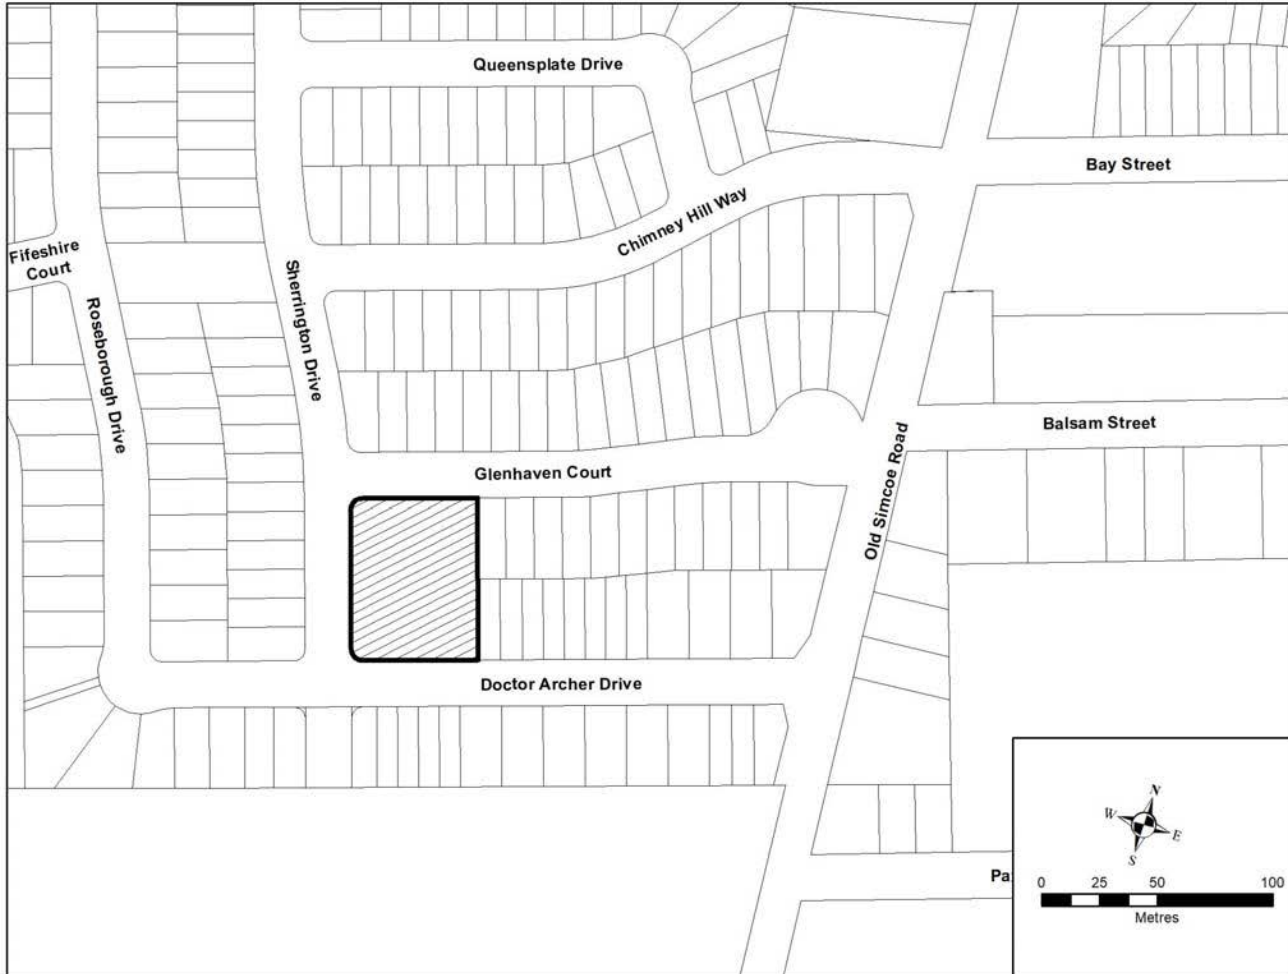 Queensplate Drive
Bay Street
Chimney Hill Way
Fifeshire
Court
Sherrington Drive
Roseborough Drive
Balsam Street
Glenhaven Court
Old Simcoe Road
Doctor Archer Drive
Pa
N
W
E
S
0 25 50 100
Metres